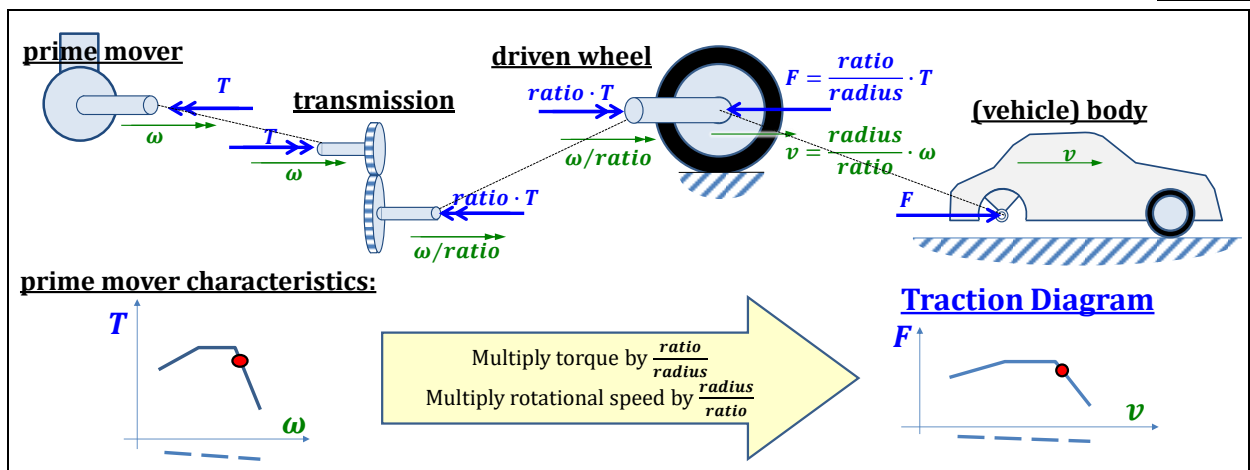 prime mover
T
ω
transmission
T
ω
ratio · T
ω/ratio
driven wheel
ratio · T
ω/ratio
F = ratio/radius · T
v = radius/ratio · ω
(vehicle) body
v
F
prime mover characteristics:
T
ω
Multiply torque by ratio/radius
Multiply rotational speed by radius/ratio
Traction Diagram
F
v